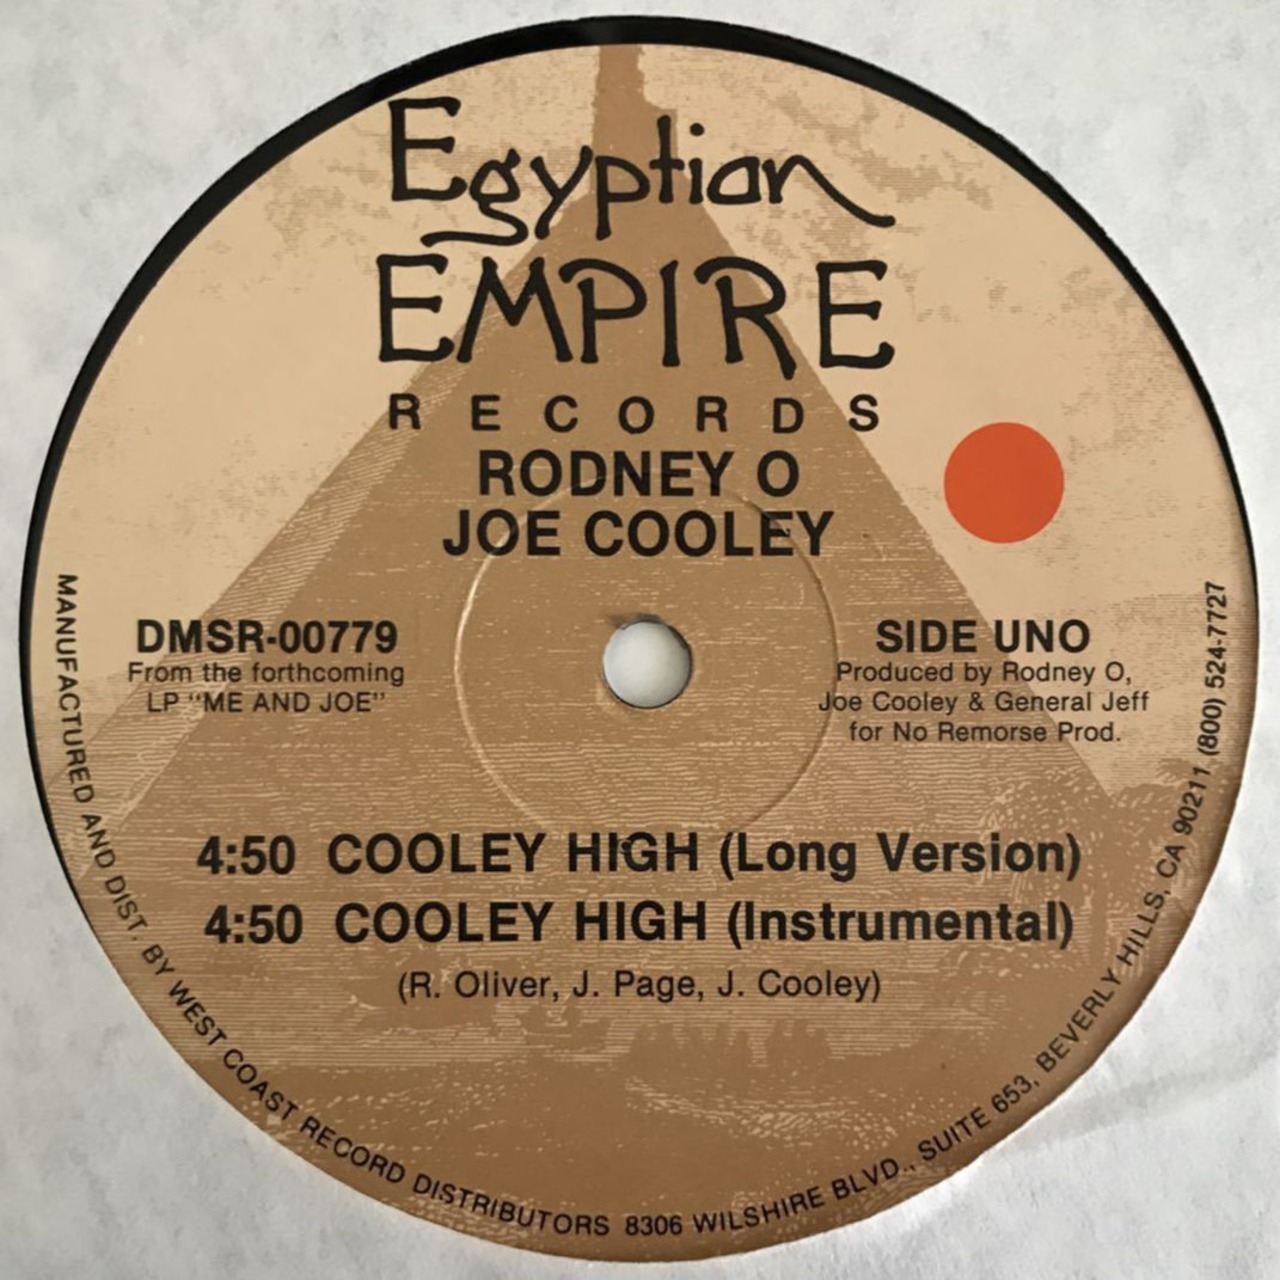 Egyptian
EMPIRE
RECORDS
RODNEY O
JOE COOLEY
DMSR-00779
From the forthcoming
LP "ME AND JOE"
SIDE UNO
Produced by Rodney O,
Joe Cooley & General Jeff
for No Remorse Prod.
4:50 COOLEY HIGH (Long Version)
4:50 COOLEY HIGH (Instrumental)
(R. Oliver, J. Page, J. Cooley)
MANUFACTURED AND DIST. BY WEST COAST RECORD DISTRIBUTORS 8306 WILSHIRE BLVD., SUITE 653, BEVERLY HILLS, CA 90211 (800) 524-7727